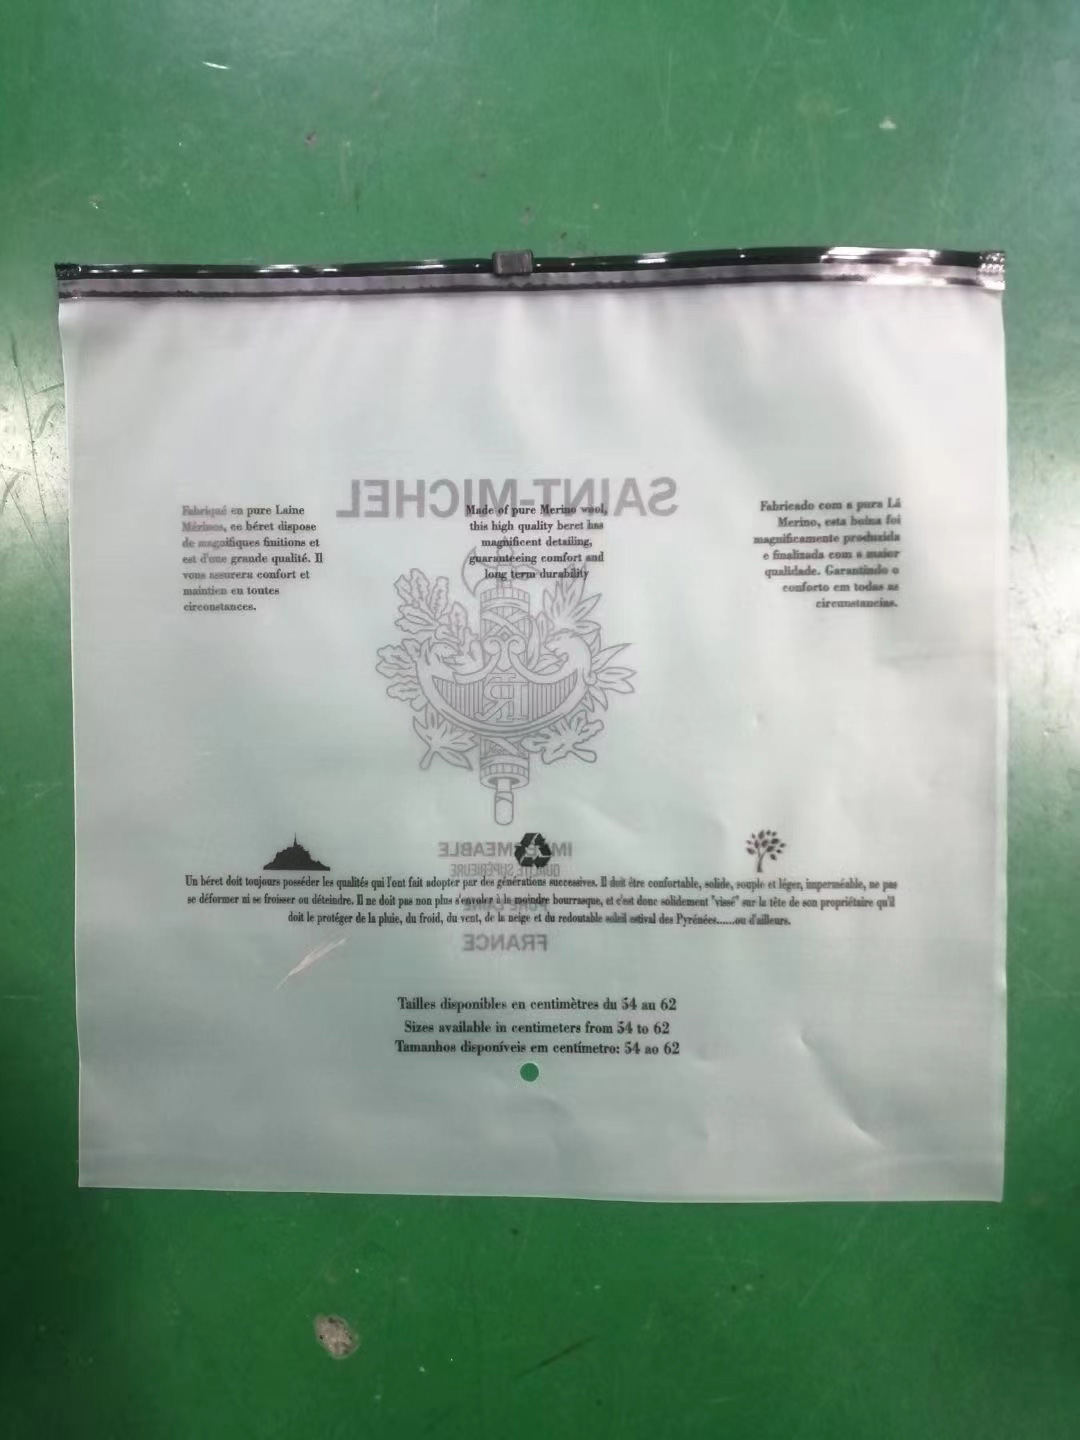 SAINT-MICHEL
Fabriqué en pure Laine
Mérinos, ce béret dispose
de magnifiques finitions et
est d'une grande qualité. Il
vous assurera confort et
maintien en toutes
circonstances.
Made of pure Merino wool,
this high quality beret has
magnificent detailing,
guaranteeing comfort and
long term durability
Fabricado com a pura Lã
Merino, esta boina foi
magnificamente produzida
e finalizada com a maior
qualidade. Garantindo o
conforto em todas as
circunstancias.
RF
IMPERMEABLE
QUALITÉ SUPÉRIEURE
Un béret doit toujours posséder les qualités qui l'ont fait adopter par des générations successives. Il doit être confortable, solide, souple et léger, imperméable, ne pas
se déformer ni se froisser ou déteindre. Il ne doit pas non plus s'envoler à la moindre bourrasque, et c'est donc solidement "vissé" sur la tête de son propriétaire qu'il
doit le protéger de la pluie, du froid, du vent, de la neige et du redoutable soleil estival des Pyrénées......ou d'ailleurs.
FRANCE
Tailles disponibles en centimètres du 54 au 62
Sizes available in centimeters from 54 to 62
Tamanhos disponíveis em centímetro: 54 ao 62